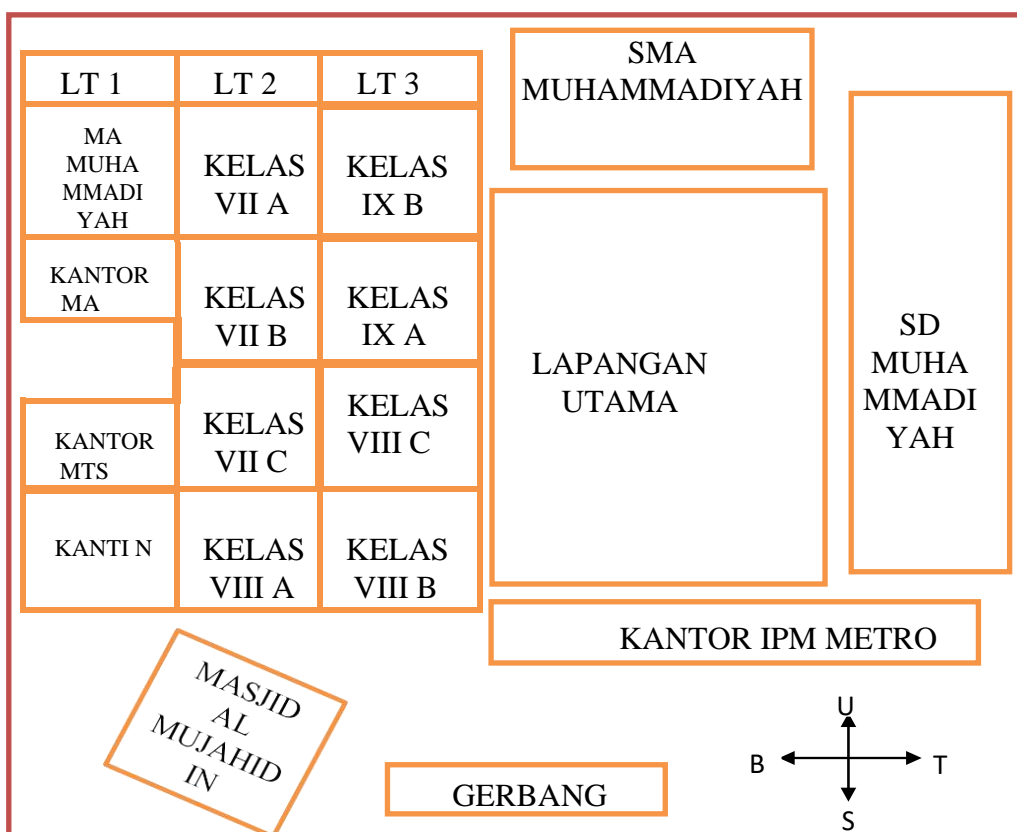 LT 1
LT 2
LT 3
SMA
MUHAMMADIYAH
MA
MUHA
MMADI
YAH
KELAS
VII A
KELAS
IX B
KANTOR
MA
KELAS
VII B
KELAS
IX A
LAPANGAN
UTAMA
SD
MUHA
MMADI
YAH
KANTOR
MTS
KELAS
VII C
KELAS
VIII C
KANTI N
KELAS
VIII A
KELAS
VIII B
KANTOR IPM METRO
MASJID
AL
MUJAHID
IN
GERBANG
U
B
T
S